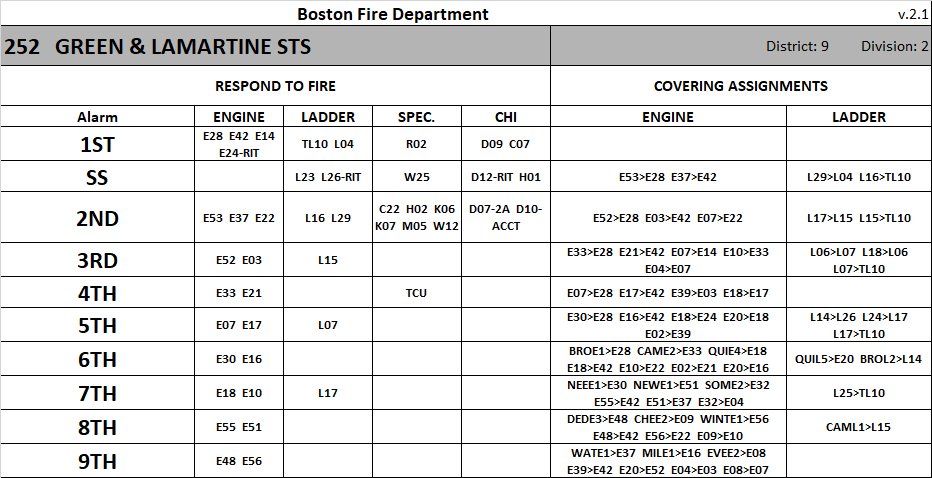 Boston Fire Department v.2.1
252 GREEN & LAMARTINE STS District: 9 Division: 2
RESPOND TO FIRE COVERING ASSIGNMENTS
Alarm ENGINE LADDER SPEC. CHI ENGINE LADDER
1ST E28 E42 E14 TL10 L04 R02 D09 C07
E24-RIT
SS L23 L26-RIT W25 D12-RIT H01 E53>E28 E37>E42 L29>L04 L16>TL10
2ND E53 E37 E22 L16 L29 C22 H02 K06 D07-2A D10- E52>E28 E03>E42 E07>E22 L17>L15 L15>TL10
K07 M05 W12 ACCT
3RD E52 E03 L15 E33>E28 E21>E42 E07>E14 E10>E33 L06>L07 L18>L06
E04>E07 L07>TL10
4TH E33 E21 TCU E07>E28 E17>E42 E39>E03 E18>E17
5TH E07 E17 L07 E30>E28 E16>E42 E18>E24 E20>E18 L14>L26 L24>L17
E02>E39 L17>TL10
6TH E30 E16 BROE1>E28 CAME2>E33 QUIE4>E18 QUIL5>E20 BROL2>L14
E18>E42 E10>E22 E02>E21 E20>E16
7TH E18 E10 L17 NEEE1>E30 NEWE1>E51 SOME2>E32 L25>TL10
E55>E42 E51>E37 E32>E04
8TH E55 E51 DEDE3>E48 CHEE2>E09 WINTE1>E56 CAML1>L15
E48>E42 E56>E22 E09>E10
9TH E48 E56 WATE1>E37 MILE1>E16 EVEE2>E08
E39>E42 E20>E52 E04>E03 E08>E07